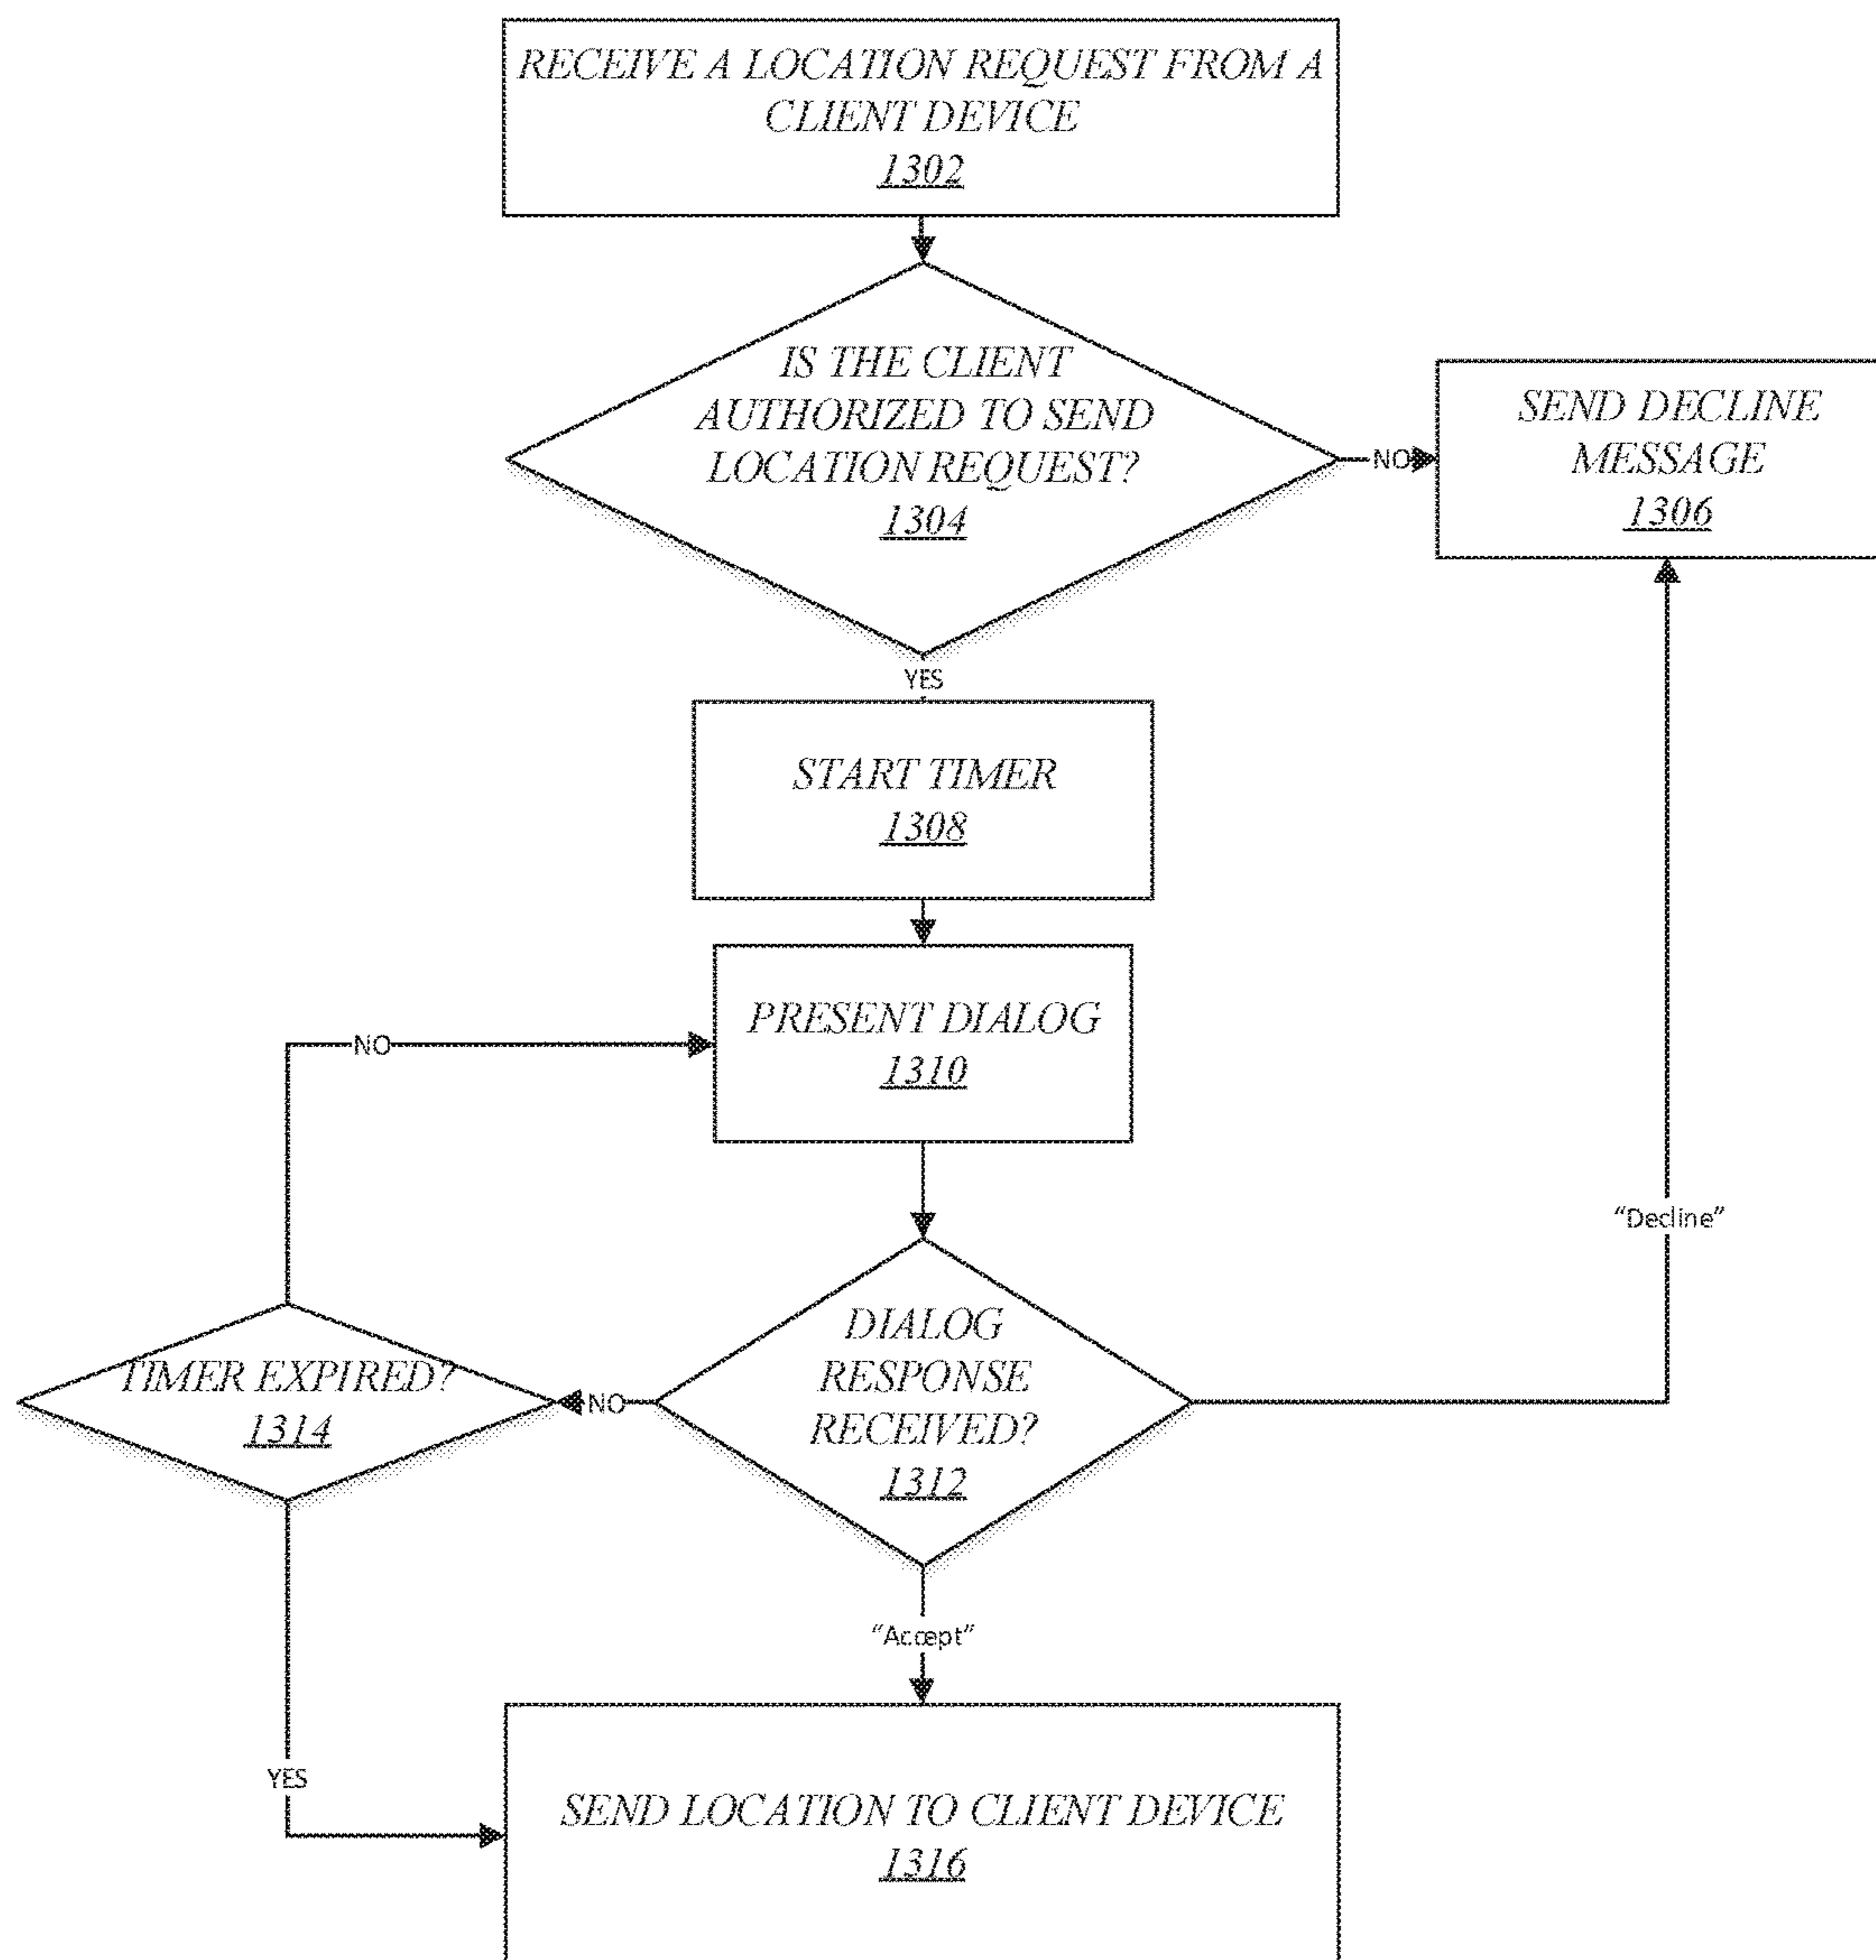 RECEIVE A LOCATION REQUEST FROM A
CLIENT DEVICE
1302
IS THE CLIENT
AUTHORIZED TO SEND
LOCATION REQUEST?
1304
NO
SEND DECLINE
MESSAGE
1306
YES
START TIMER
1308
PRESENT DIALOG
1310
NO
"Decline"
DIALOG
RESPONSE
RECEIVED?
1312
NO
TIMER EXPIRED?
1314
"Accept"
YES
SEND LOCATION TO CLIENT DEVICE
1316